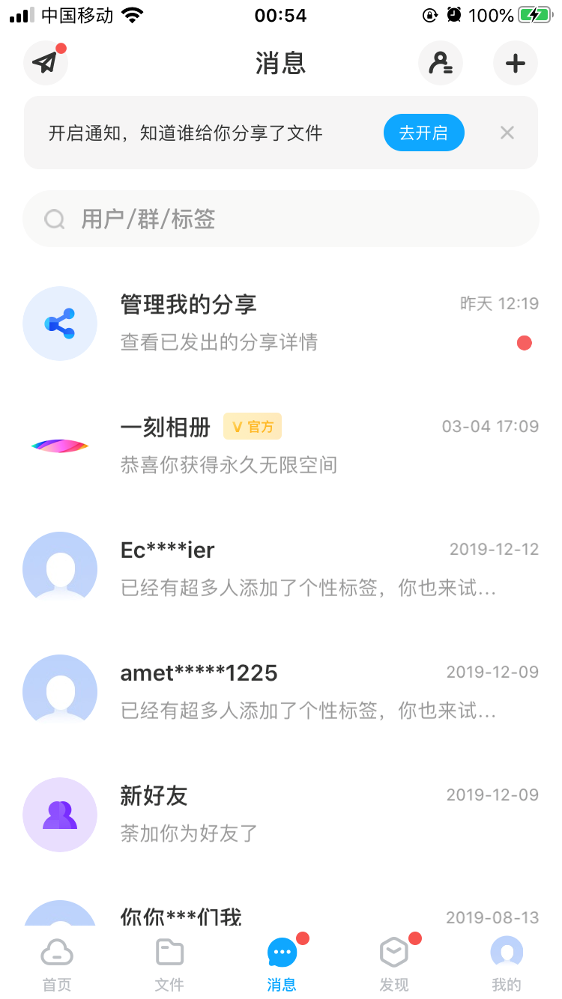 中国移动 00:54 100%
消息
开启通知，知道谁给你分享了文件 去开启
用户/群/标签
管理我的分享 昨天 12:19
查看已发出的分享详情
一刻相册 V 官方 03-04 17:09
恭喜你获得永久无限空间
Ec****ier 2019-12-12
已经有超多人添加了个性标签，你也来试...
amet*****1225 2019-12-09
已经有超多人添加了个性标签，你也来试...
新好友 2019-12-09
荼加你为好友了
你你***们我 2019-08-13
首页 文件 消息 发现 我的